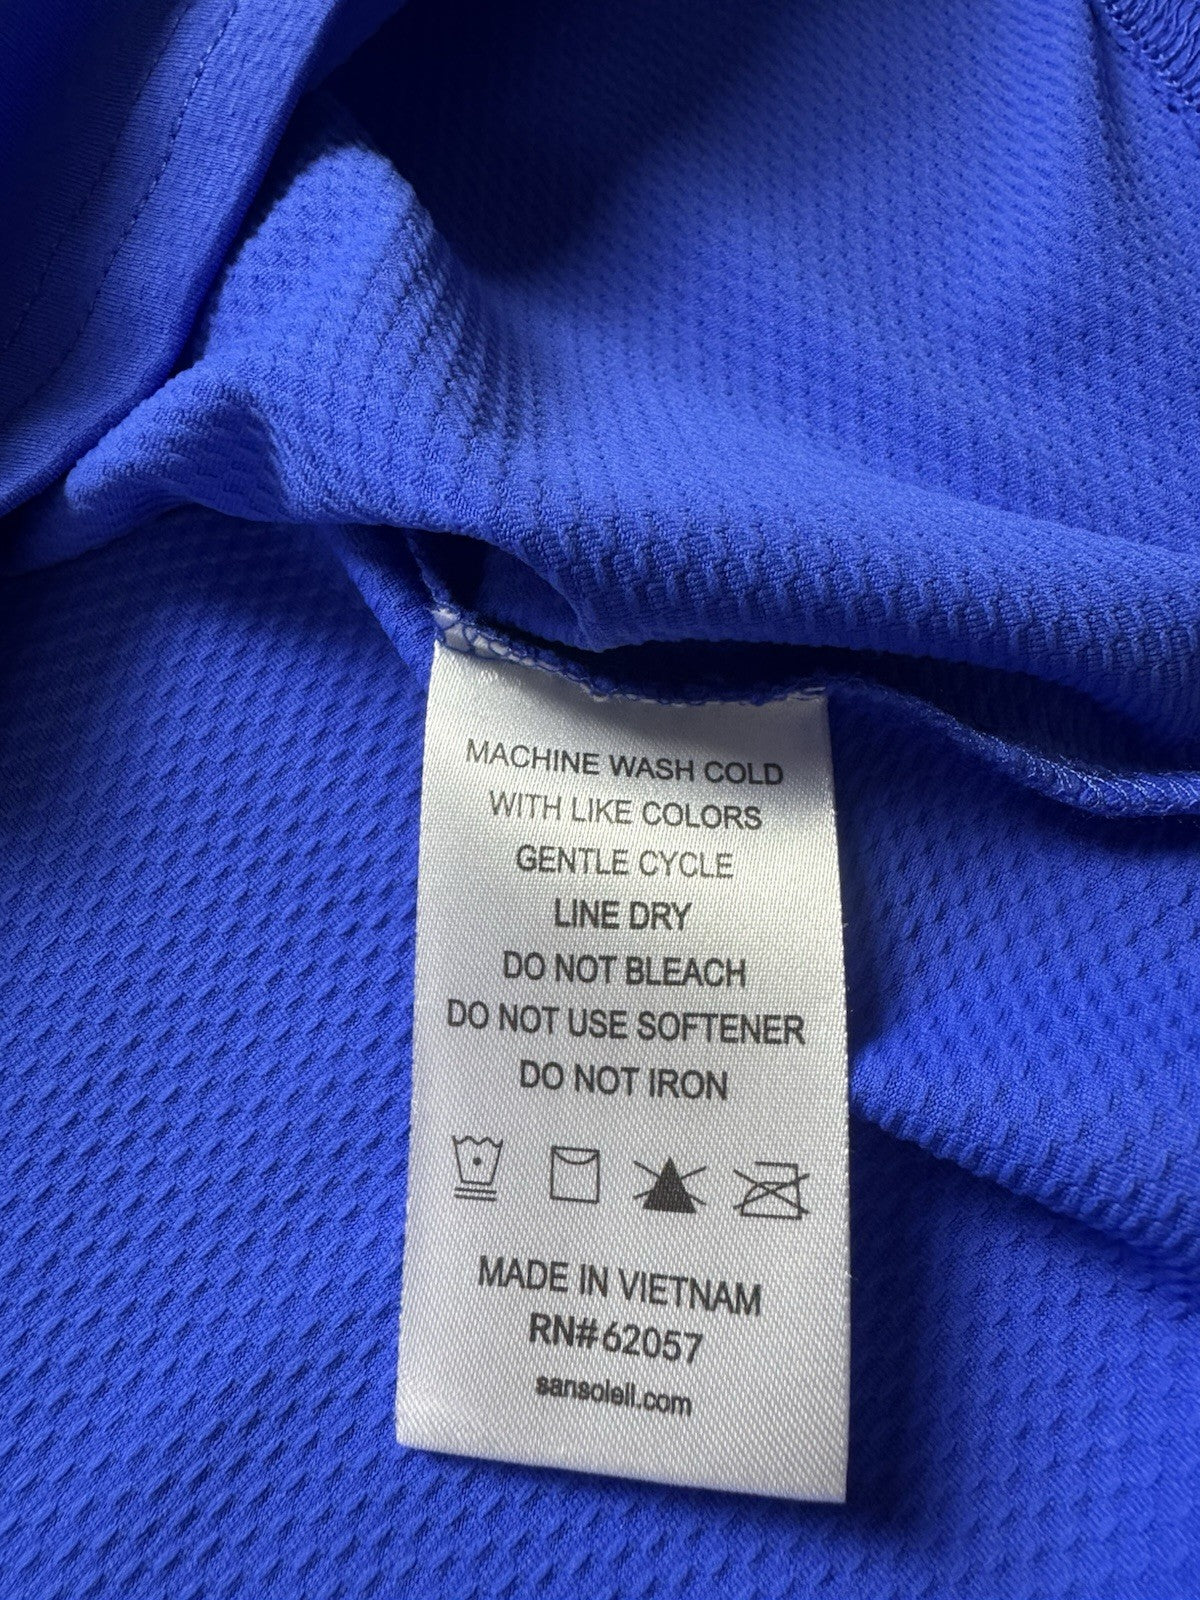 MACHINE WASH COLD
WITH LIKE COLORS
GENTLE CYCLE
LINE DRY
DO NOT BLEACH
DO NOT USE SOFTENER
DO NOT IRON
MADE IN VIETNAM
RN#62057
sansoleil.com